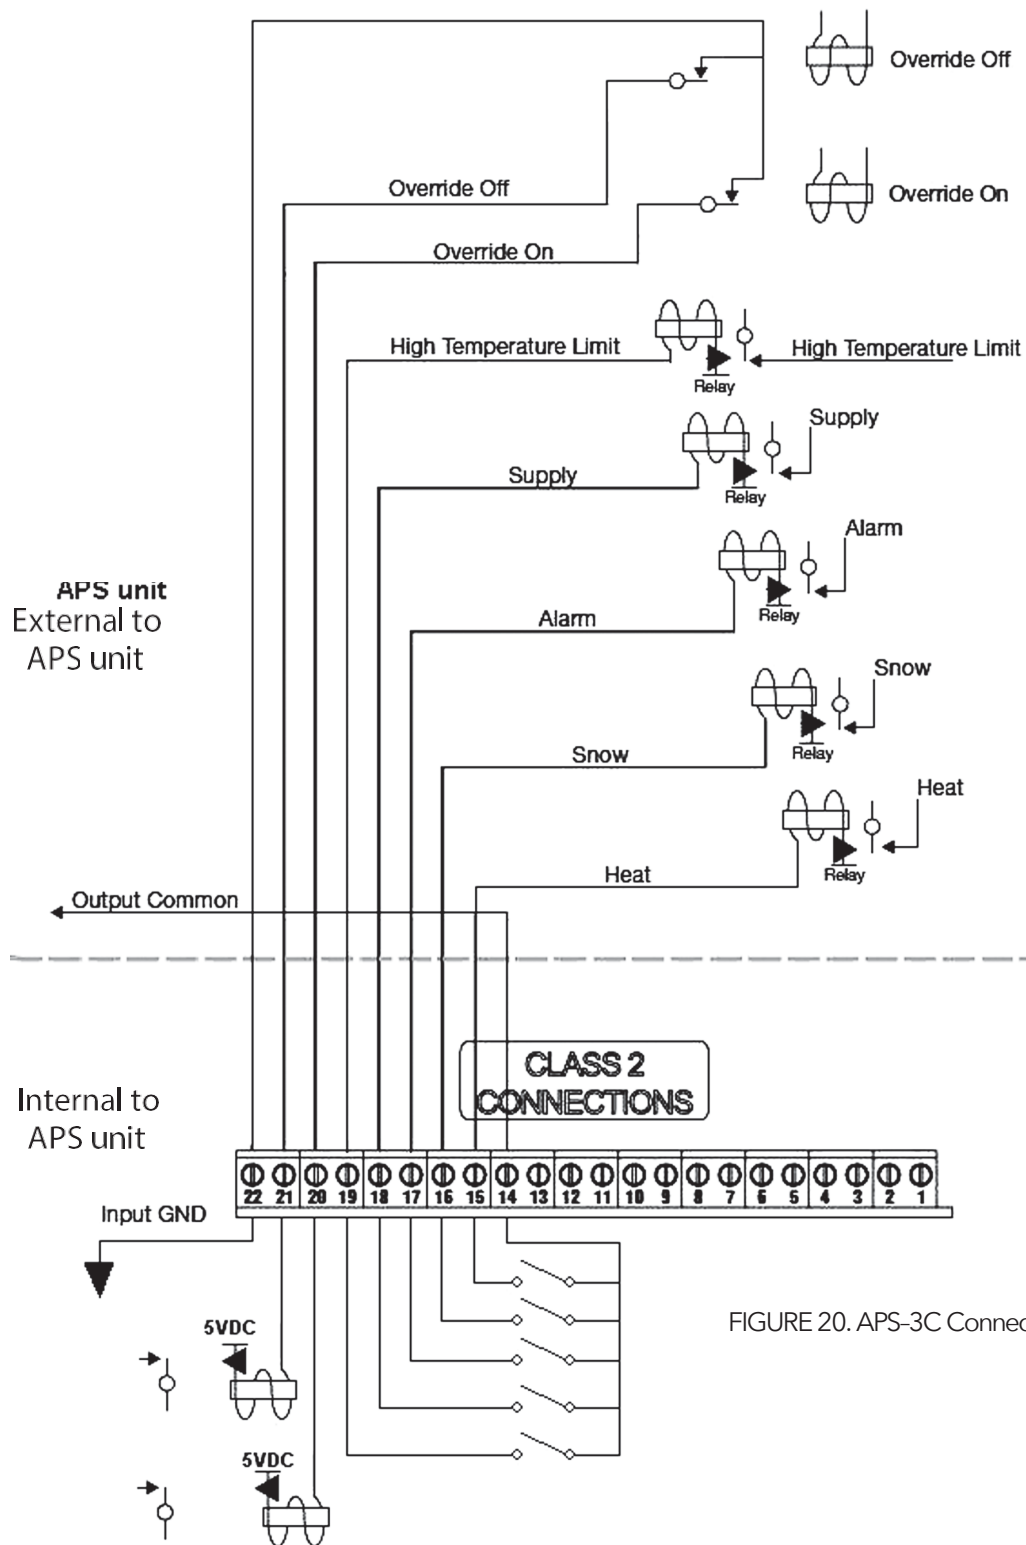 Override Off
Override On
Override Off
Override On
High Temperature Limit
High Temperature Limit
Relay
Supply
Supply
Relay
Alarm
Alarm
Relay
Snow
Snow
Relay
Heat
Heat
Relay
APS unit
External to
APS unit
Output Common
CLASS 2
CONNECTIONS
Internal to
APS unit
22 21 20 19 18 17 16 15 14 13 12 11 10 9 8 7 6 5 4 3 2 1
Input GND
5VDC
5VDC
FIGURE 20. APS-3C Connec